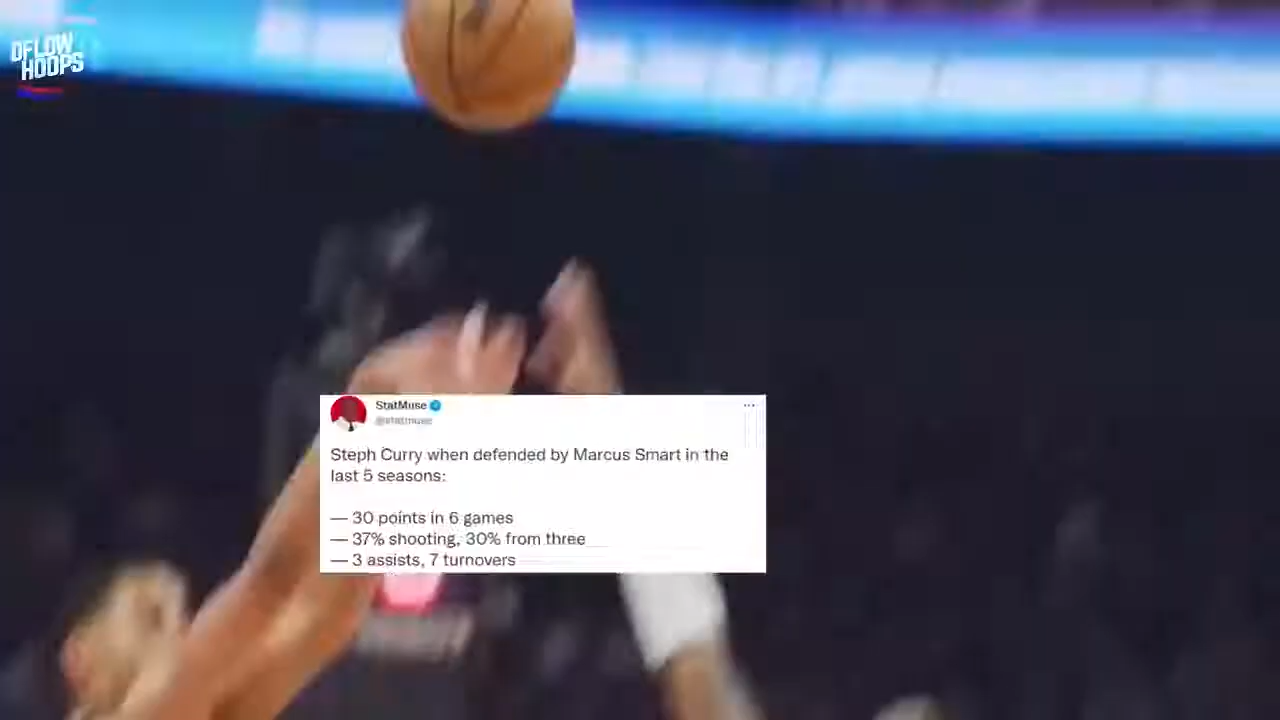 DFLOW
HOOPS
StatMuse
@statmuse
Steph Curry when defended by Marcus Smart in the
last 5 seasons:
— 30 points in 6 games
— 37% shooting, 30% from three
— 3 assists, 7 turnovers